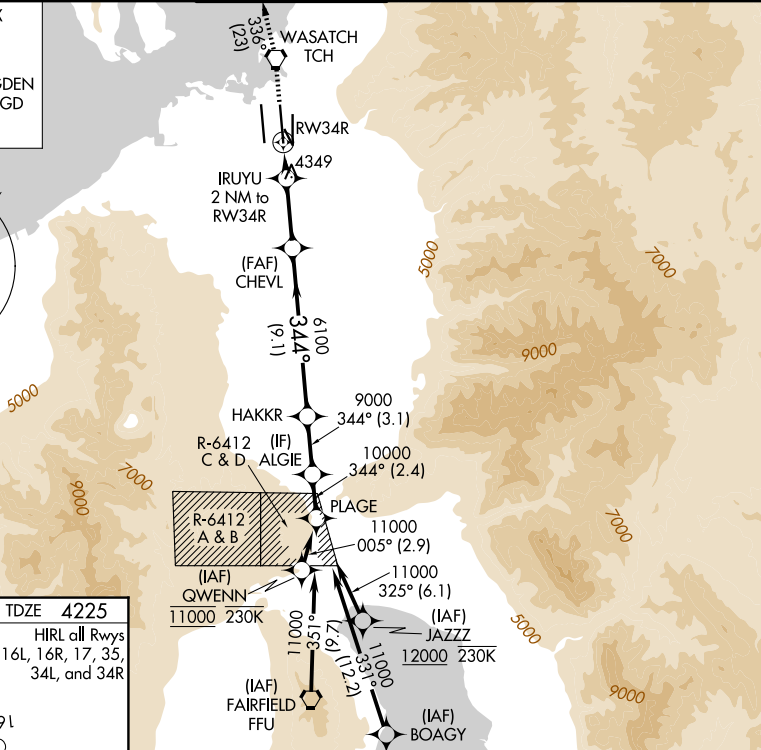 X
GDEN
GD
336°
(23)
WASATCH
TCH
RW34R
4349
IRUYU
2 NM to
RW34R
(FAF)
CHEVL
5000
7000
6100
344°
(9.1)
9000
5000
HAKKR
9000
344° (3.1)
R-6412
C & D
(IF)
ALGIE
10000
344° (2.4)
7000
9000
R-6412
A & B
PLAGE
11000
005° (2.9)
7000
(IAF)
QWENN
11000 230K
11000
325° (6.1)
(IAF)
JAZZZ
12000 230K
5000
11000
351°
(7.6)
11000
331°
(12.2)
TDZE 4225
HIRL all Rwys
16L, 16R, 17, 35,
34L, and 34R
(IAF)
FAIRFIELD
FFU
(IAF)
BOAGY
9000